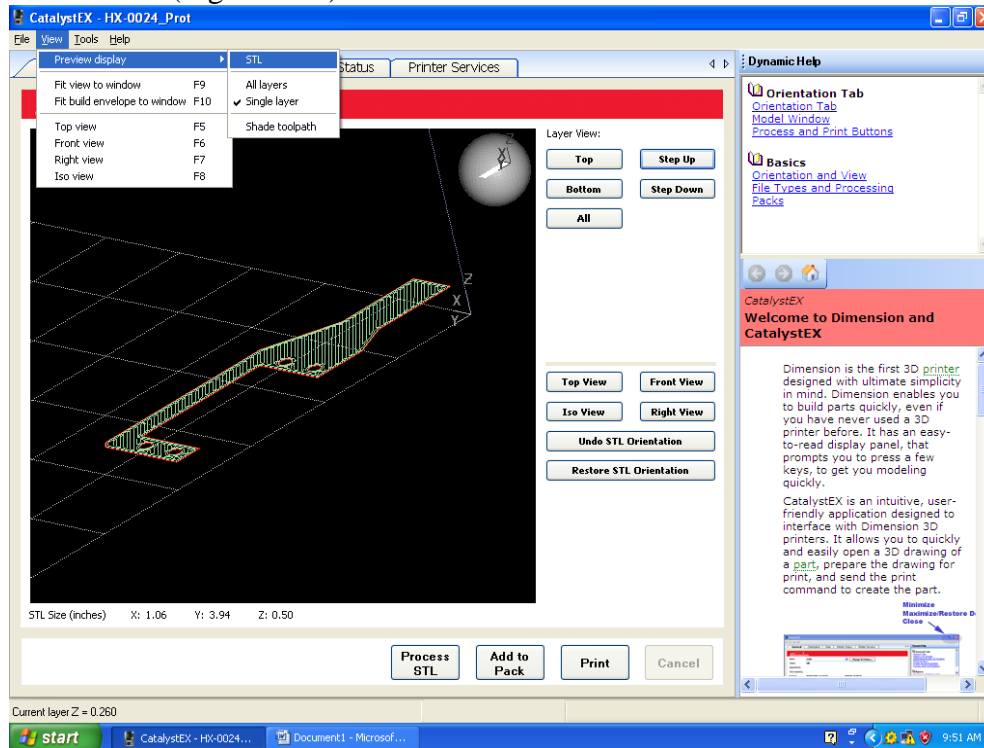 CatalystEX - HX-0024_Prot
File View Tools Help
Preview display
Fit view to window F9
Fit build envelope to window F10
Top view F5
Front view F6
Right view F7
Iso view F8
STL
All layers
✓ Single layer
Shade toolpath
Status
Printer Services
Layer View:
Top Step Up
Bottom Step Down
All
Z
Y
Z
X
Y
Top View Front View
Iso View Right View
Undo STL Orientation
Restore STL Orientation
STL Size (inches) X: 1.06 Y: 3.94 Z: 0.50
Process STL
Add to Pack
Print
Cancel
Dynamic Help
Orientation Tab
Orientation Tab
Model Window
Process and Print Buttons
Basics
Orientation and View
File Types and Processing
Packs
CatalystEX
Welcome to Dimension and
CatalystEX
Dimension is the first 3D printer
designed with ultimate simplicity
in mind. Dimension enables you
to build parts quickly, even if
you have never used a 3D
printer before. It has an easy-
to-read display panel, that
prompts you to press a few
keys, to get you modeling
quickly.
CatalystEX is an intuitive, user-
friendly application designed to
interface with Dimension 3D
printers. It allows you to quickly
and easily open a 3D drawing of
a part, prepare the drawing for
print, and send the print
command to create the part.
Minimize
Maximize/Restore D
Close
Current layer Z = 0.260
start
CatalystEX - HX-0024...
Document1 - Microsof...
9:51 AM